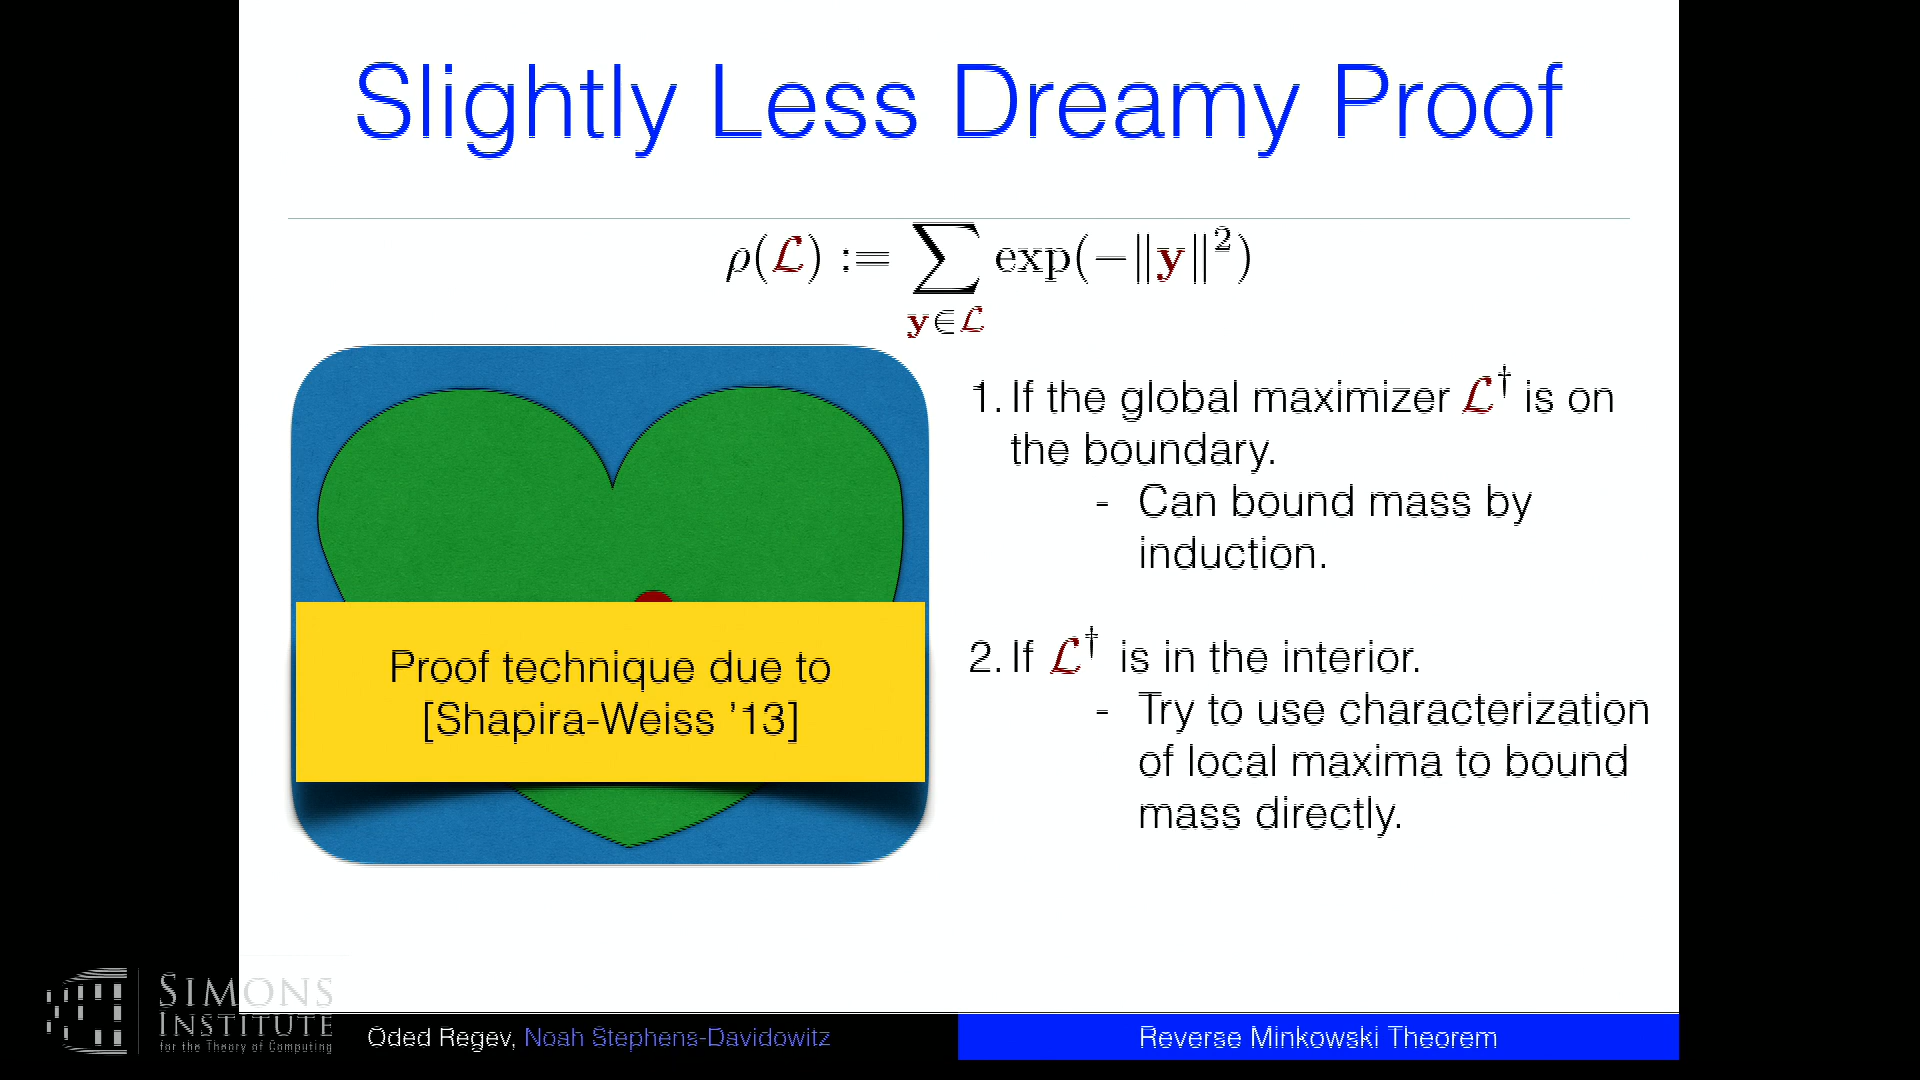 Slightly Less Dreamy Proof
ρ(ℒ) := ∑ exp(−‖y‖²)
y∈ℒ
1. If the global maximizer ℒ† is on
the boundary.
- Can bound mass by
induction.
2. If ℒ† is in the interior.
- Try to use characterization
of local maxima to bound
mass directly.
Proof technique due to
[Shapira-Weiss ’13]
SIMONS
INSTITUTE
for the Theory of Computing
Oded Regev, Noah Stephens-Davidowitz
Reverse Minkowski Theorem